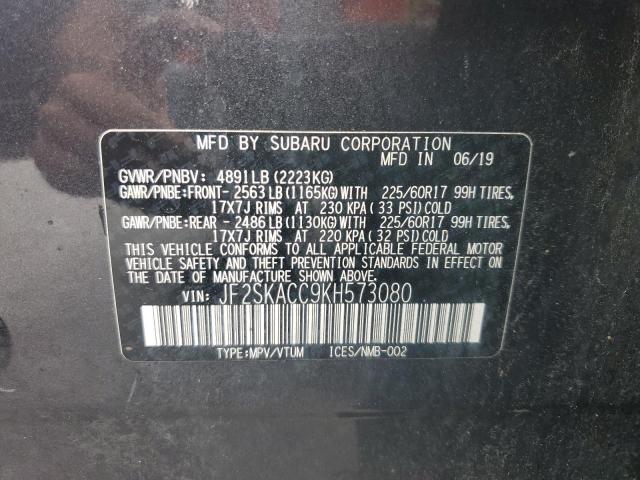 MFD BY SUBARU CORPORATION
MFD IN 06/19
GVWR/PNBV: 4891LB(2223KG)
GAWR/PNBE:FRONT-2563LB(1165KG)WITH 225/60R17 99H TIRES,
17X7J RIMS AT 230 KPA(33 PSI)COLD
GAWR/PNBE:REAR -2486LB(1130KG)WITH 225/60R17 99H TIRES,
17X7J RIMS AT 220 KPA(32 PSI)COLD
THIS VEHICLE CONFORMS TO ALL APPLICABLE FEDERAL MOTOR
VEHICLE SAFETY AND THEFT PREVENTION STANDARDS IN EFFECT
ON THE DATE OF MANUFACTURE SHOWN ABOVE.
VIN: JF2SKACC9KH573080
TYPE:MPV/VTUM ICES/NMB-002